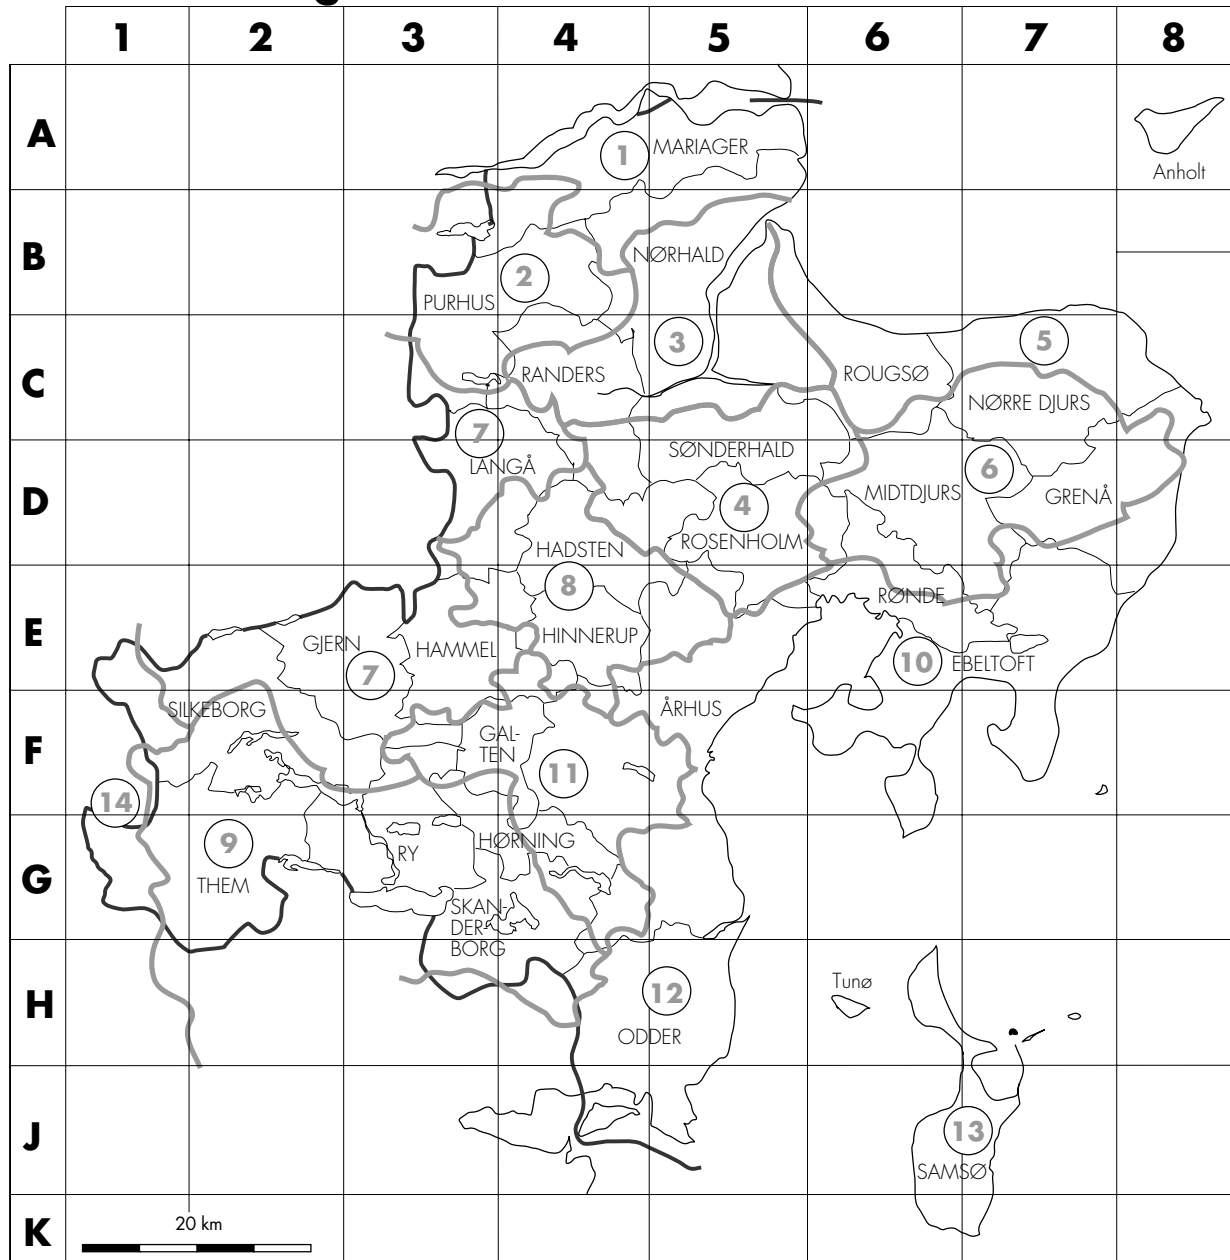 1 2 3 4 5 6 7 8
A
1 MARIAGER
Anholt
B
NØRHALD
2
PURHUS
C
3
5
RANDERS
ROUGSØ
NØRRE DJURS
7
LANGÅ
SØNDERHALD
D
6
MIDTDJURS
GRENÅ
4
ROSENHOLM
HADSTEN
8
E
RØNDE
GJERN
HAMMEL
HINNERUP
7
10 EBELTOFT
SILKEBORG
ÅRHUS
F
GAL-
TEN
11
14
G
9
RY
HØRNING
THEM
SKAN-
DER-
BORG
H
12
Tunø
ODDER
J
13
SAMSØ
K
20 km